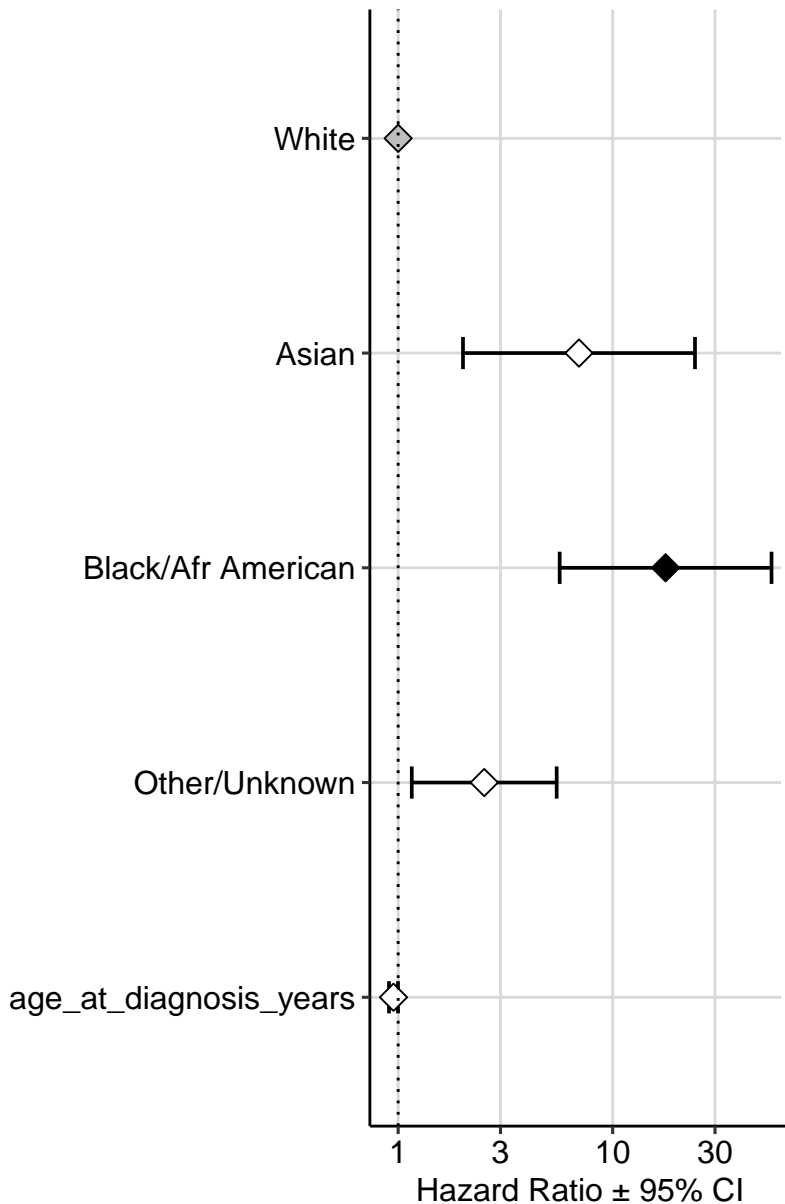 White
Asian
Black/Afr American
Other/Unknown
age_at_diagnosis_years
1 3 10 30
Hazard Ratio ± 95% CI